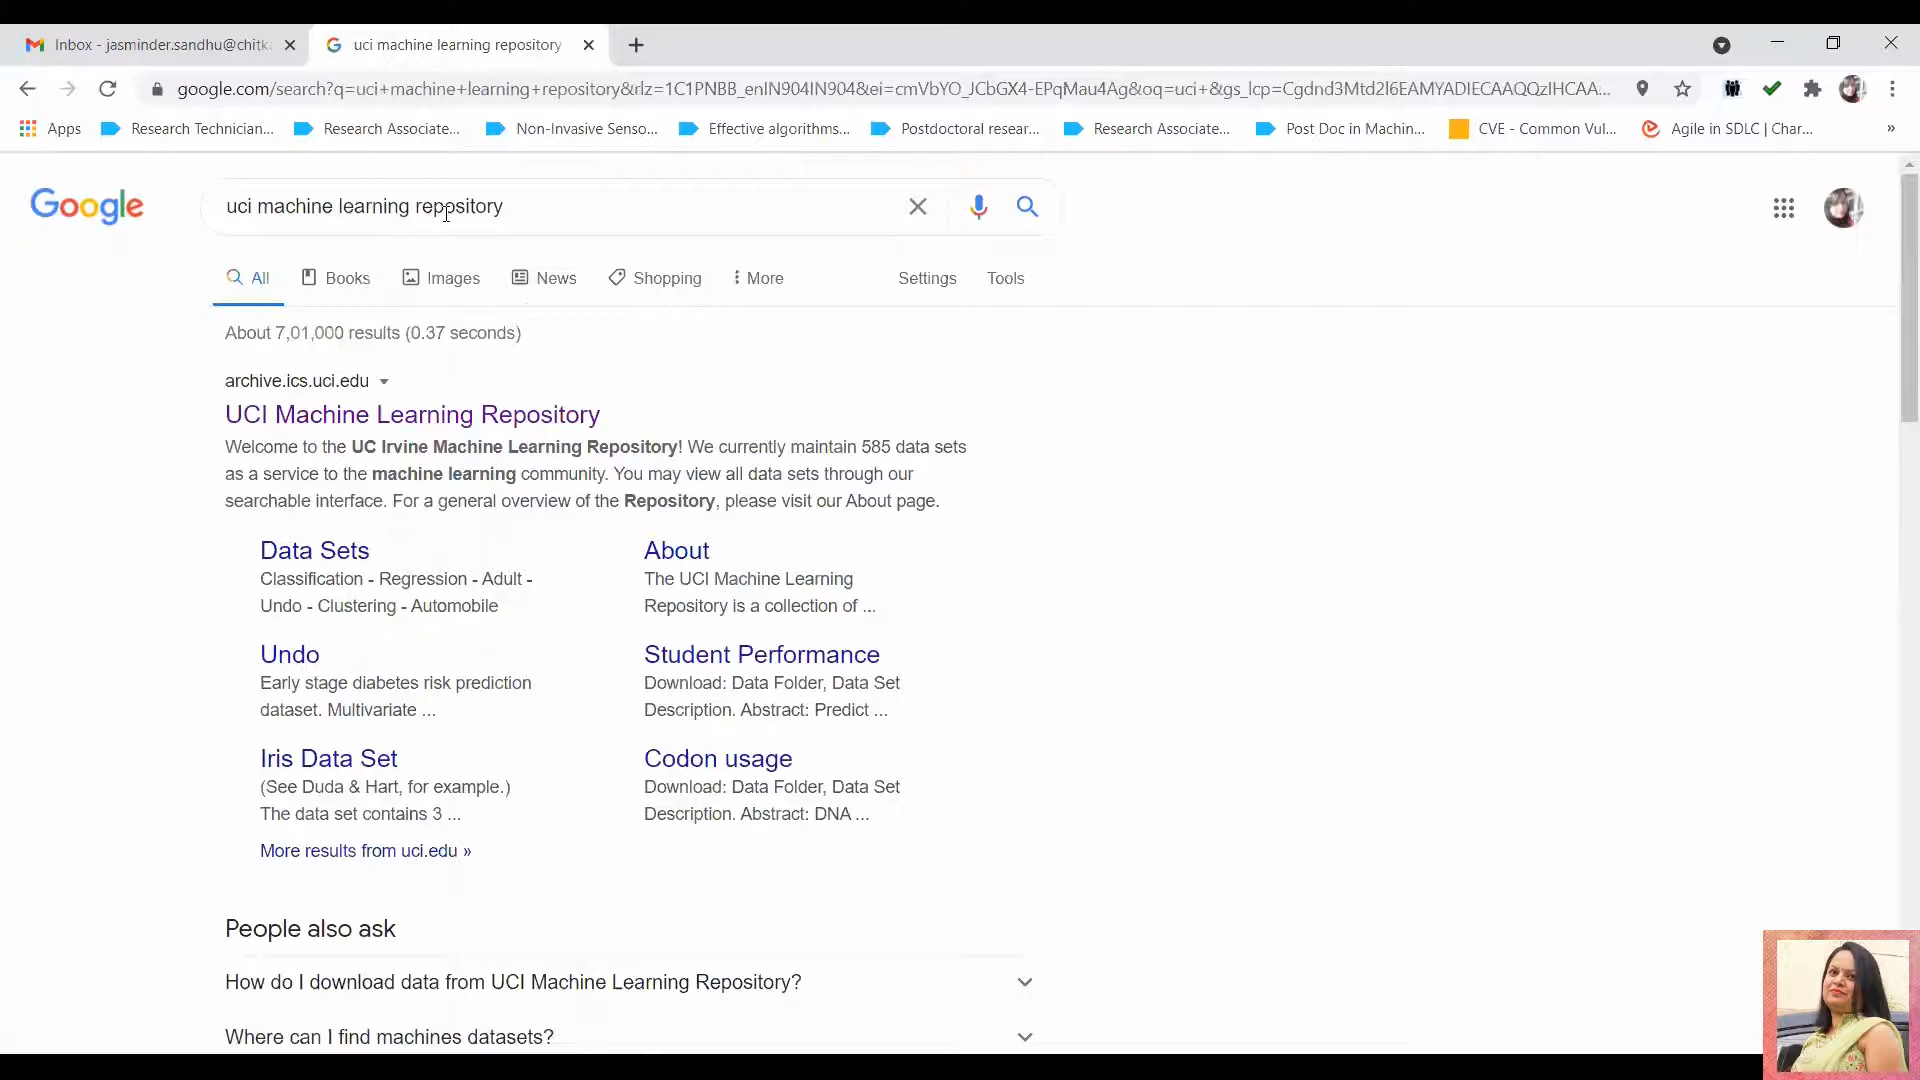 Inbox - jasminder.sandhu@chitk
uci machine learning repository
google.com/search?q=uci+machine+learning+repository&rlz=1C1PNBB_enIN904IN904&ei=cmVbYO_JCbGX4-EPqMau4Ag&oq=uci+&gs_lcp=Cgdnd3Mtd2l6EAMYADIECAAQQzIHCAA...
Apps
Research Technician...
Research Associate...
Non-Invasive Senso...
Effective algorithms...
Postdoctoral resear...
Research Associate...
Post Doc in Machin...
CVE - Common Vul...
Agile in SDLC | Char...
»
Google
uci machine learning repository
All
Books
Images
News
Shopping
More
Settings
Tools
About 7,01,000 results (0.37 seconds)
archive.ics.uci.edu
UCI Machine Learning Repository
Welcome to the UC Irvine Machine Learning Repository! We currently maintain 585 data sets
as a service to the machine learning community. You may view all data sets through our
searchable interface. For a general overview of the Repository, please visit our About page.
Data Sets
Classification - Regression - Adult -
Undo - Clustering - Automobile
About
The UCI Machine Learning
Repository is a collection of ...
Undo
Early stage diabetes risk prediction
dataset. Multivariate ...
Student Performance
Download: Data Folder, Data Set
Description. Abstract: Predict ...
Iris Data Set
(See Duda & Hart, for example.)
The data set contains 3 ...
Codon usage
Download: Data Folder, Data Set
Description. Abstract: DNA ...
More results from uci.edu »
People also ask
How do I download data from UCI Machine Learning Repository?
Where can I find machines datasets?